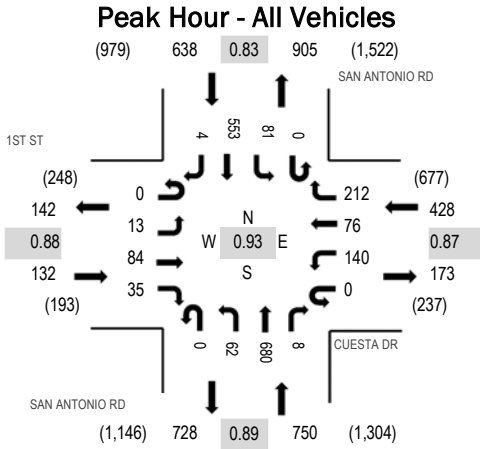 Peak Hour - All Vehicles
(979) 638 0.83 905 (1,522)
SAN ANTONIO RD
4 553 81 0
1ST ST
(248) 0 212 (677)
142 13 N 76 428
0.88 W 0.93 E 0.87
132 84 S 140 173
(193) 35 0 (237)
0 62 680 8
CUESTA DR
SAN ANTONIO RD
(1,146) 728 0.89 750 (1,304)